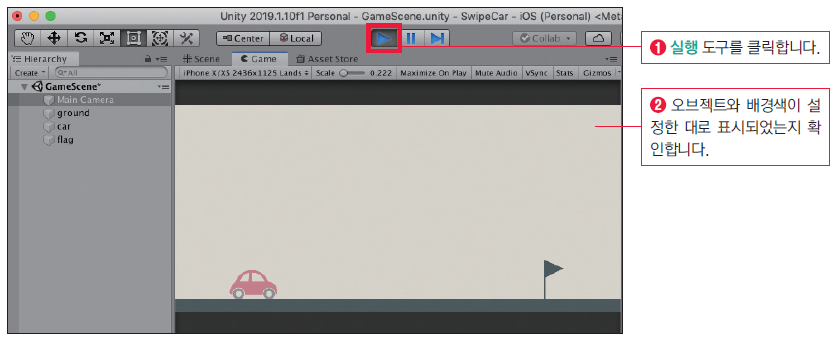 Unity 2019.1.10f1 Personal - GameScene.unity - SwipeCar - iOS (Personal) <Met
Center Local Collab
Hierarchy Scene Game Asset Store
Create All iPhone X/XS 2436x1125 Lands Scale 0.222 Maximize On Play Mute Audio VSync Stats Gizmos
GameScene*
Main Camera
ground
car
flag
❶ 실행 도구를 클릭합니다.
❷ 오브젝트와 배경색이 설
정한 대로 표시되었는지 확
인합니다.